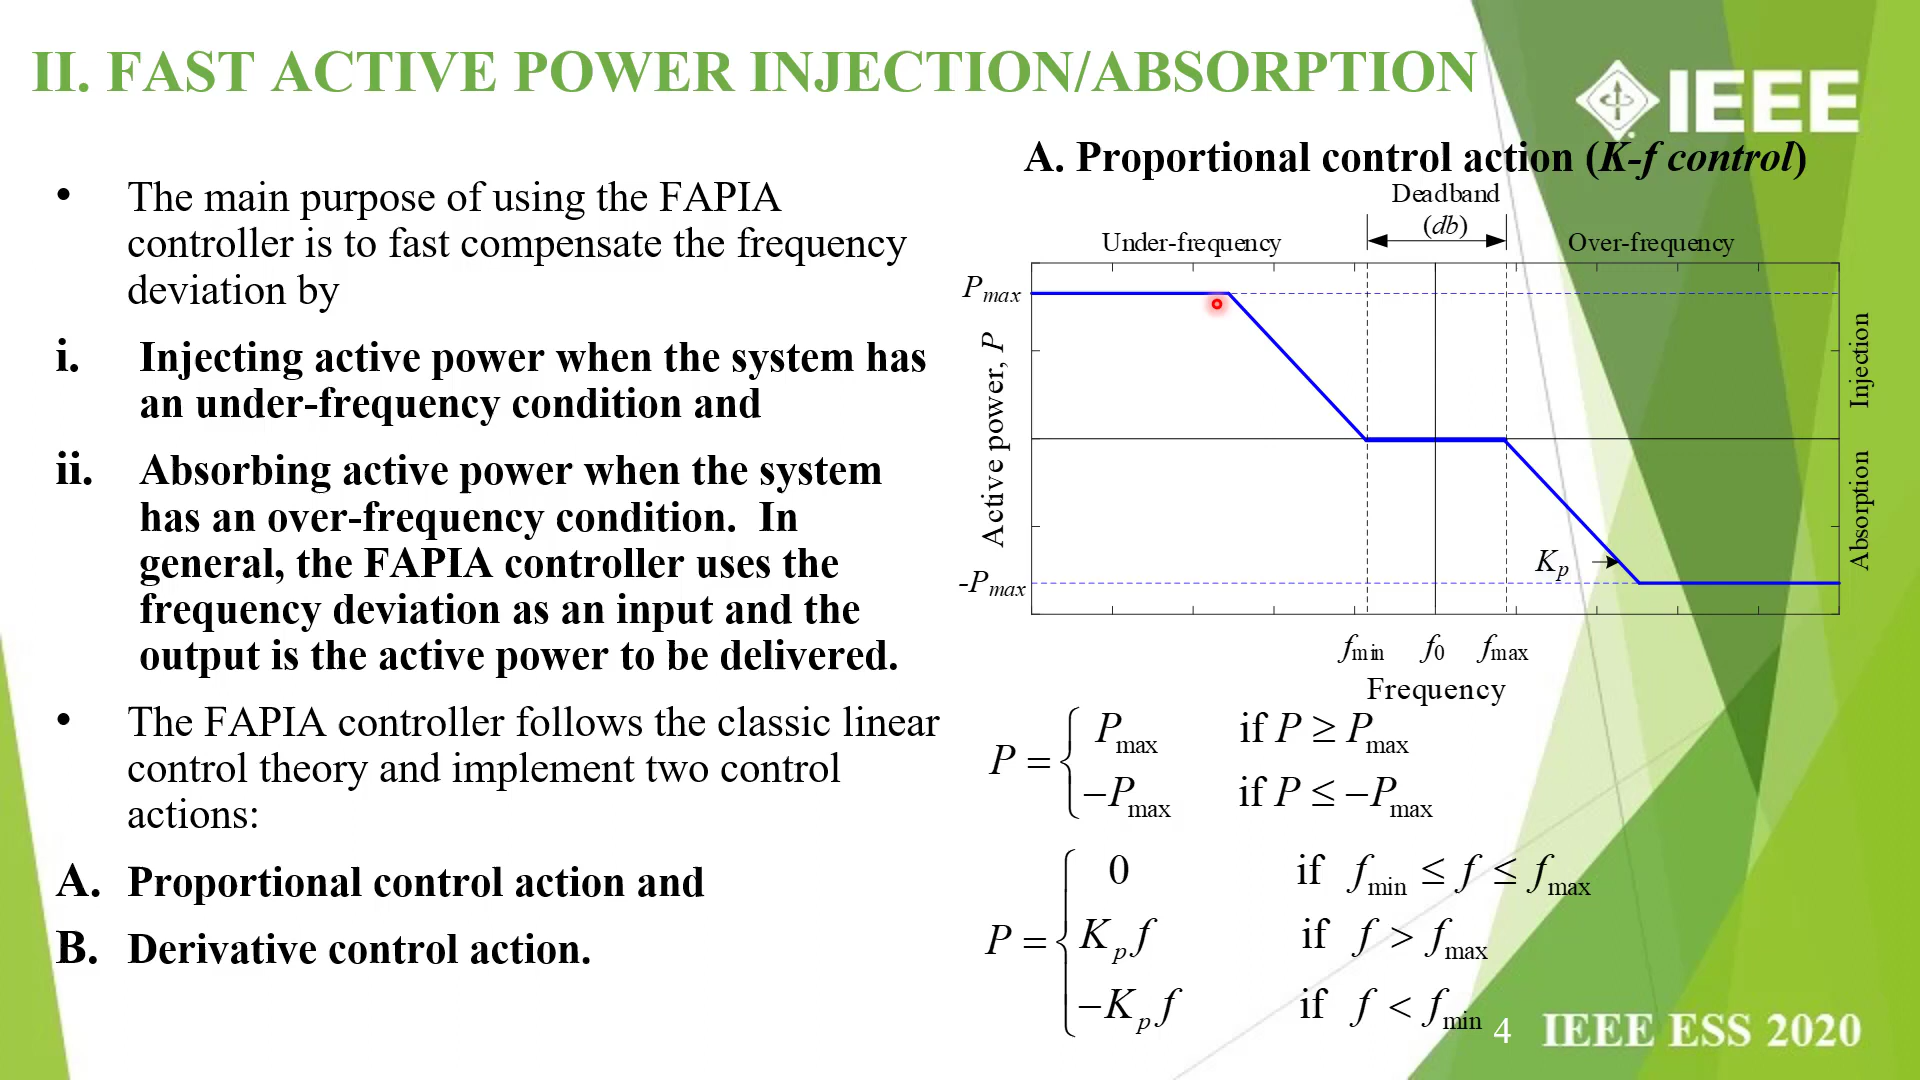 II. FAST ACTIVE POWER INJECTION/ABSORPTION
IEEE
• The main purpose of using the FAPIA
controller is to fast compensate the frequency
deviation by
i. Injecting active power when the system has
an under-frequency condition and
ii. Absorbing active power when the system
has an over-frequency condition. In
general, the FAPIA controller uses the
frequency deviation as an input and the
output is the active power to be delivered.
• The FAPIA controller follows the classic linear
control theory and implement two control
actions:
A. Proportional control action and
B. Derivative control action.
A. Proportional control action (K-f control)
Deadband
(db)
Under-frequency
Over-frequency
Pmax
Active power, P
Injection
Absorption
Kp
-Pmax
fmin f0 fmax
Frequency
P = { Pmax if P ≥ Pmax
−Pmax if P ≤ −Pmax
P = { 0 if fmin ≤ f ≤ fmax
Kp f if f > fmax
−Kp f if f < fmin
4 IEEE ESS 2020